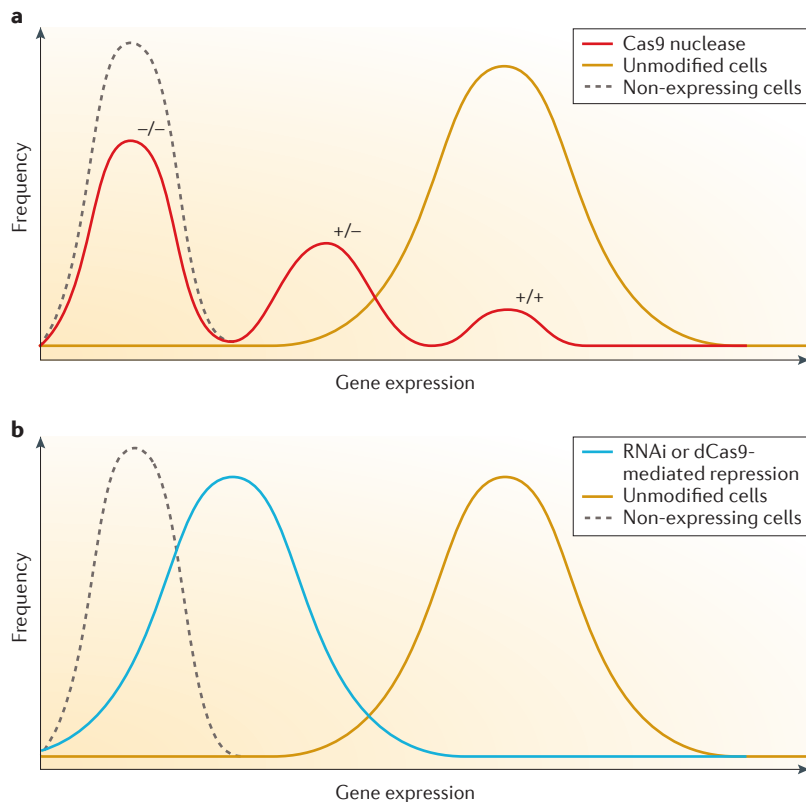 a
Cas9 nuclease
Unmodified cells
Non-expressing cells
–/–
+/–
+/+
Frequency
Gene expression
b
RNAi or dCas9-
mediated repression
Unmodified cells
Non-expressing cells
Frequency
Gene expression